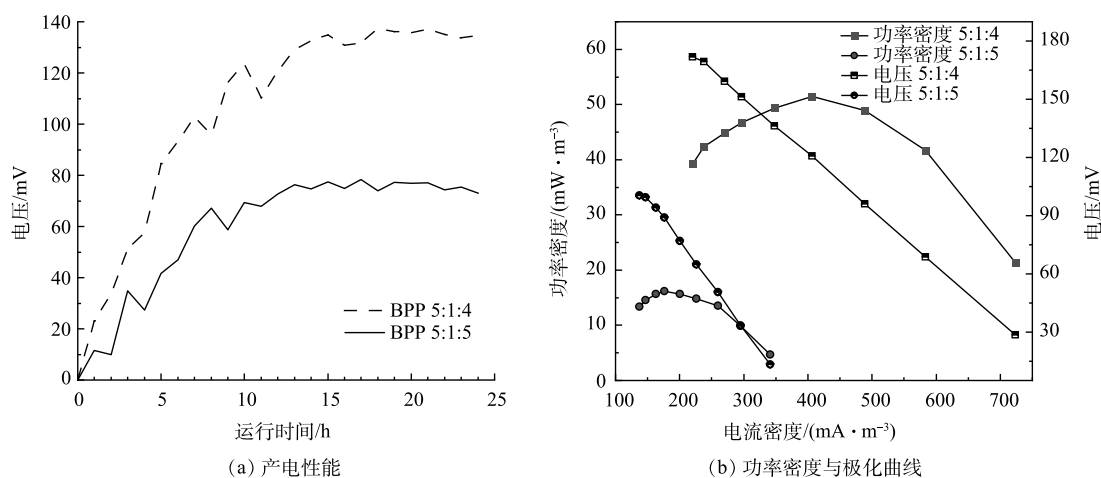 140
120
100
80
60
40
20
0
电压/mV
BPP 5:1:4
BPP 5:1:5
0 5 10 15 20 25
运行时间/h
(a) 产电性能
60
50
40
30
20
10
0
功率密度/(mW·m⁻³)
功率密度 5:1:4
功率密度 5:1:5
电压 5:1:4
电压 5:1:5
180
150
120
90
60
30
电压/mV
100 200 300 400 500 600 700
电流密度/(mA·m⁻³)
(b) 功率密度与极化曲线